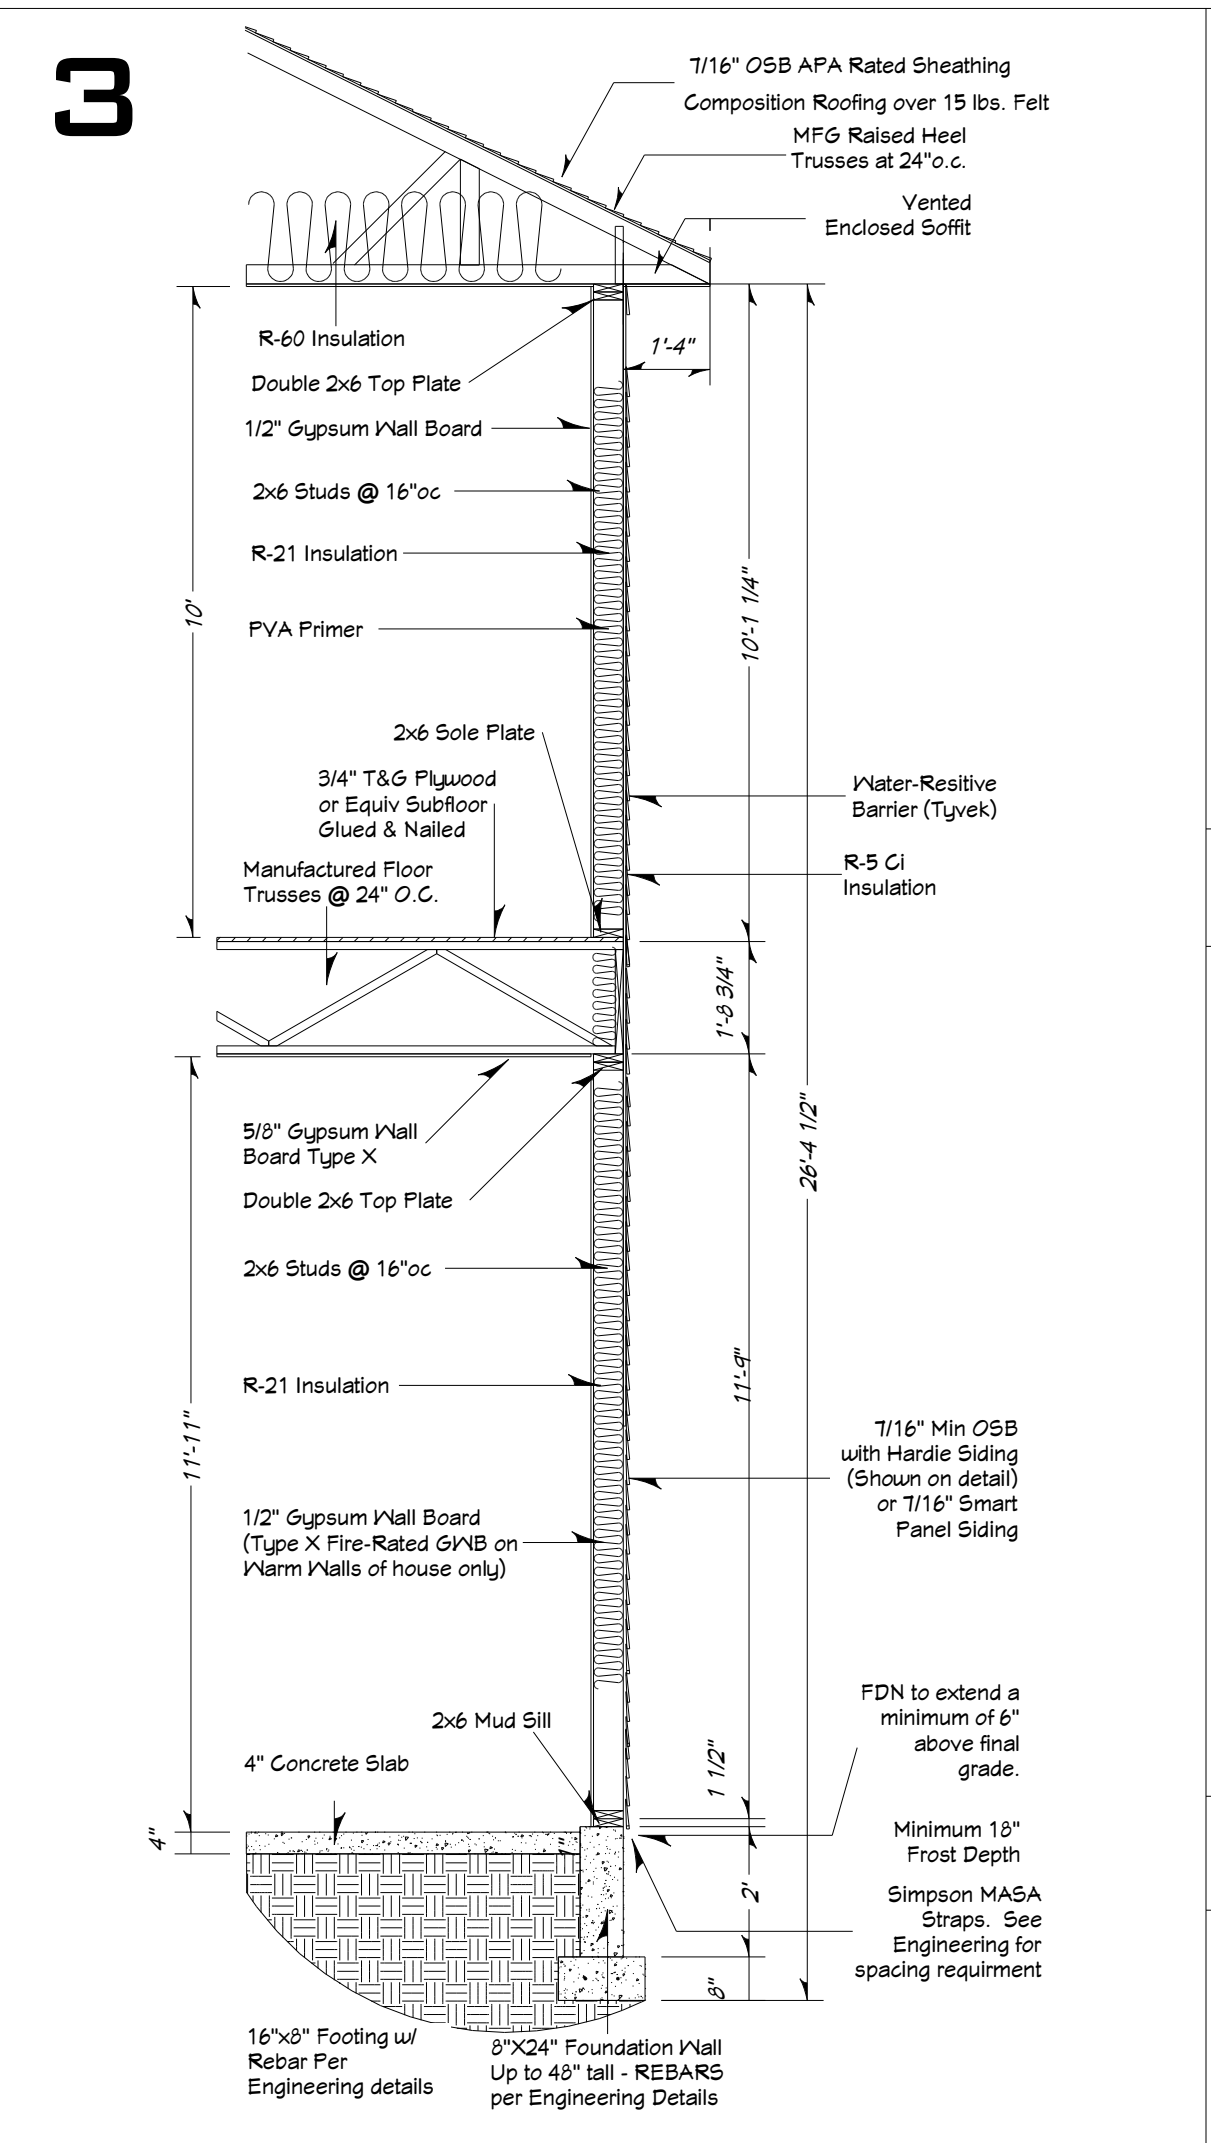 3
7/16" OSB APA Rated Sheathing
Composition Roofing over 15 lbs. Felt
MFG Raised Heel
Trusses at 24"o.c.
Vented
Enclosed Soffit
R-60 Insulation
1'-4"
Double 2x6 Top Plate
1/2" Gypsum Wall Board
2x6 Studs @ 16"oc
R-21 Insulation
10'
10'-1 1/4"
PVA Primer
2x6 Sole Plate
3/4" T&G Plywood
or Equiv Subfloor
Glued & Nailed
Water-Resitive
Barrier (Tyvek)
Manufactured Floor
Trusses @ 24" O.C.
R-5 Ci
Insulation
1'-8 3/4"
26'-4 1/2"
5/8" Gypsum Wall
Board Type X
Double 2x6 Top Plate
2x6 Studs @ 16"oc
R-21 Insulation
11'-9"
11'-11"
7/16" Min OSB
with Hardie Siding
(Shown on detail)
or 7/16" Smart
Panel Siding
1/2" Gypsum Wall Board
(Type X Fire-Rated GWB on
Warm Walls of house only)
2x6 Mud Sill
FDN to extend a
minimum of 6"
above final
grade.
4" Concrete Slab
1 1/2"
4"
1"
Minimum 18"
Frost Depth
2'
Simpson MASA
Straps. See
Engineering for
spacing requirment
8"
16"x8" Footing w/
Rebar Per
Engineering details
8"X24" Foundation Wall
Up to 48" tall - REBARS
per Engineering Details